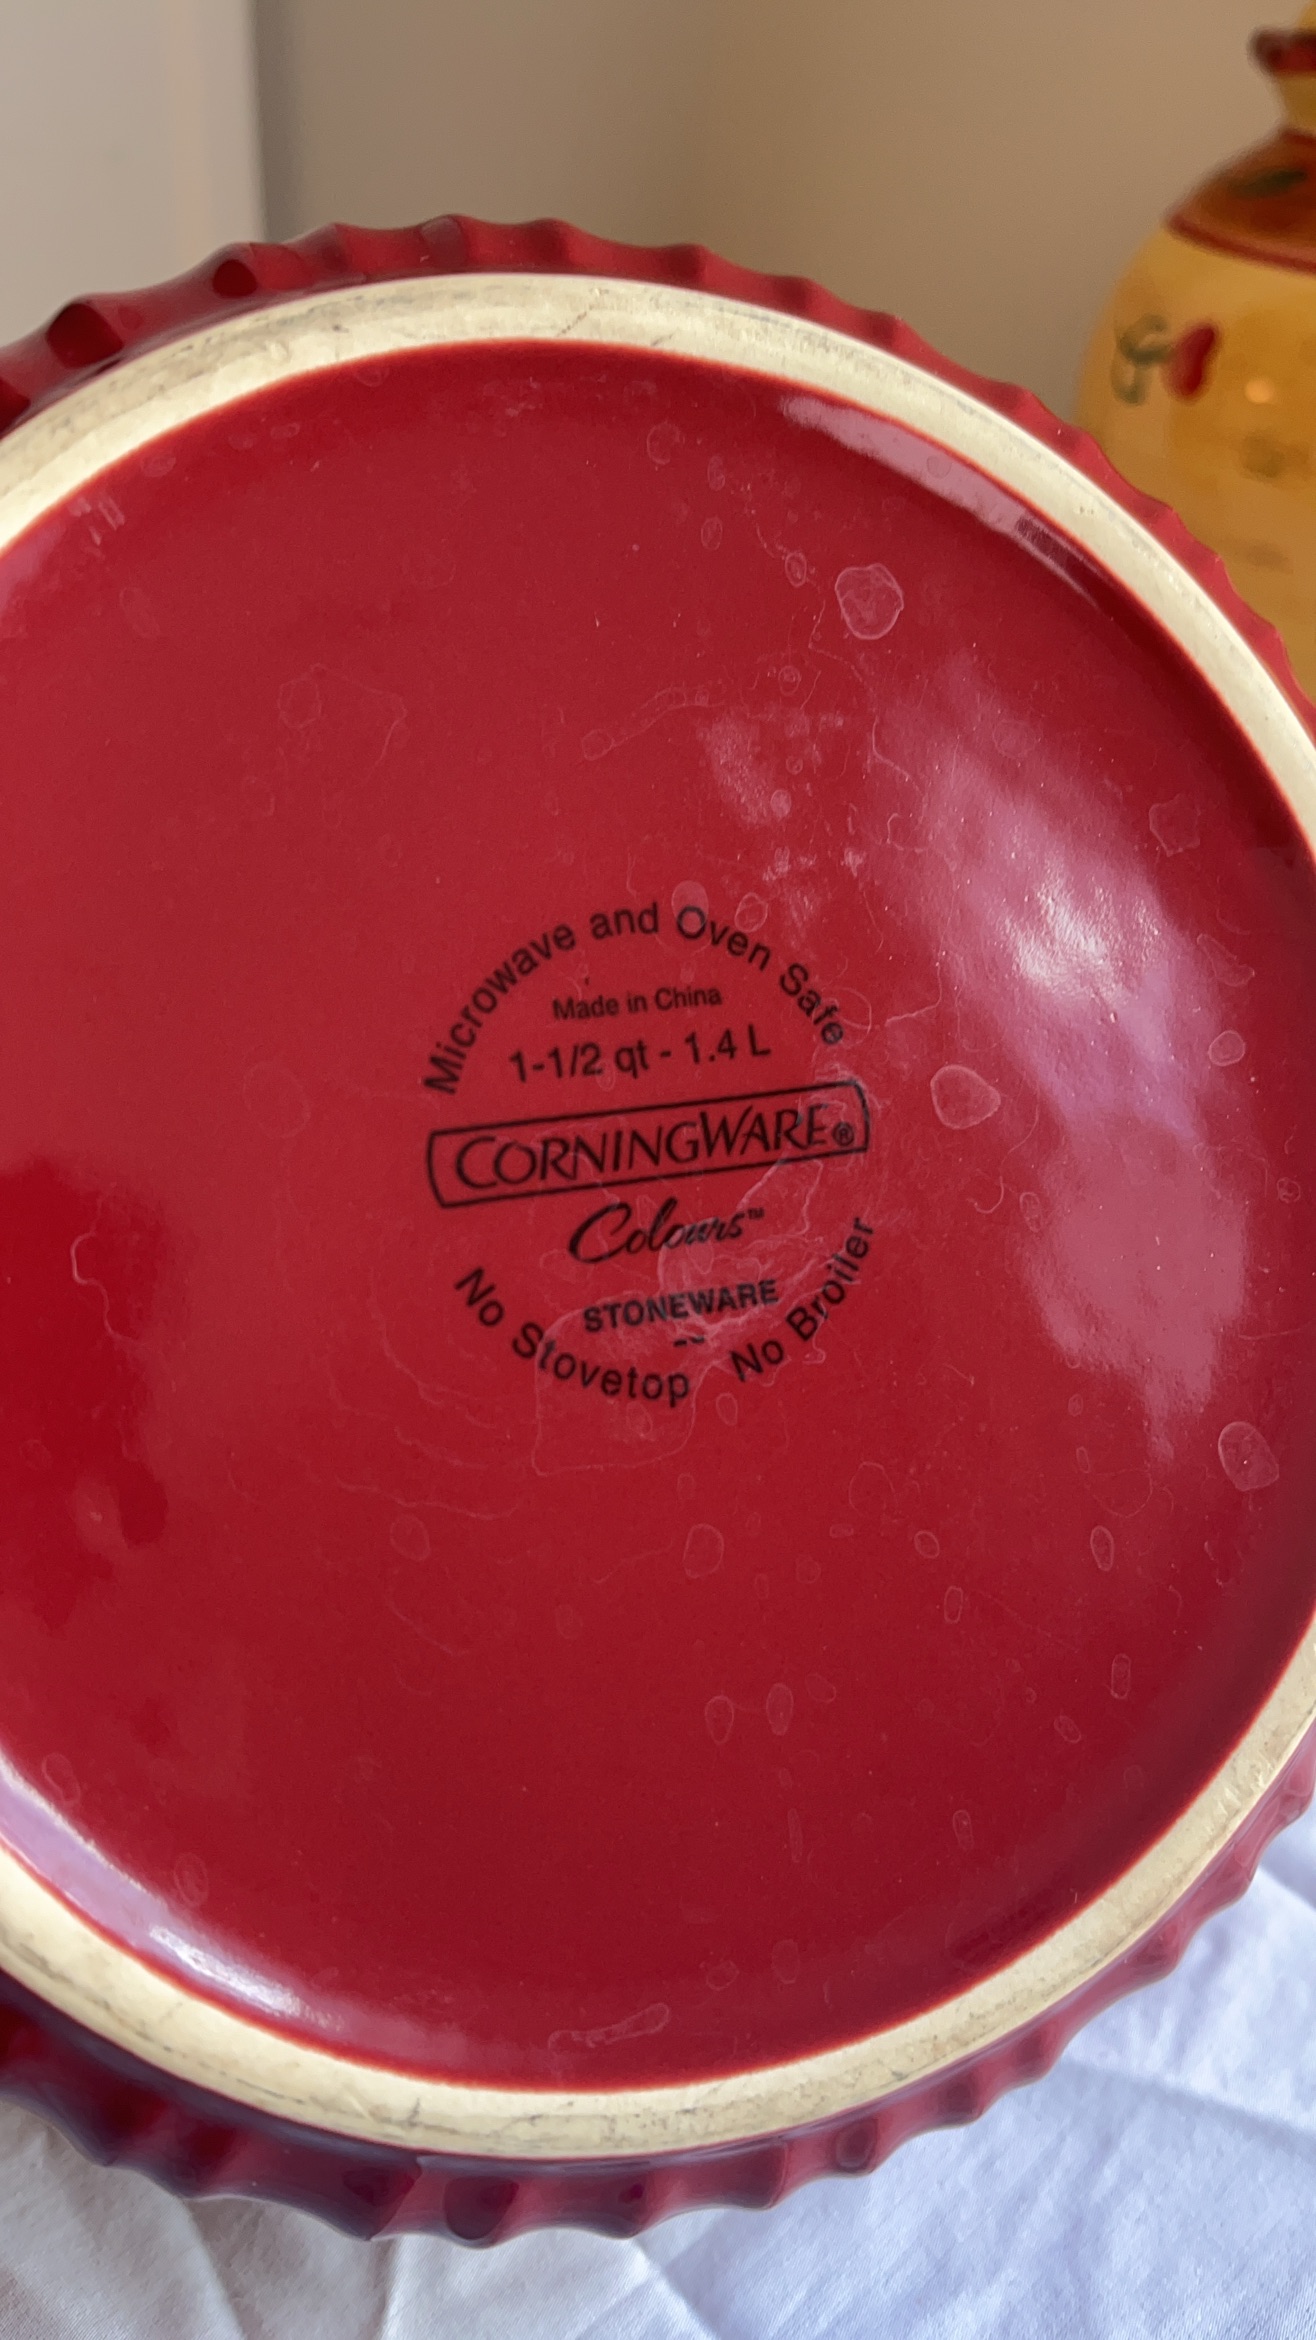 Microwave and Oven Safe
Made in China
1-1/2 qt - 1.4 L
CORNINGWARE®
Colours™
STONEWARE
No Stovetop No Broiler